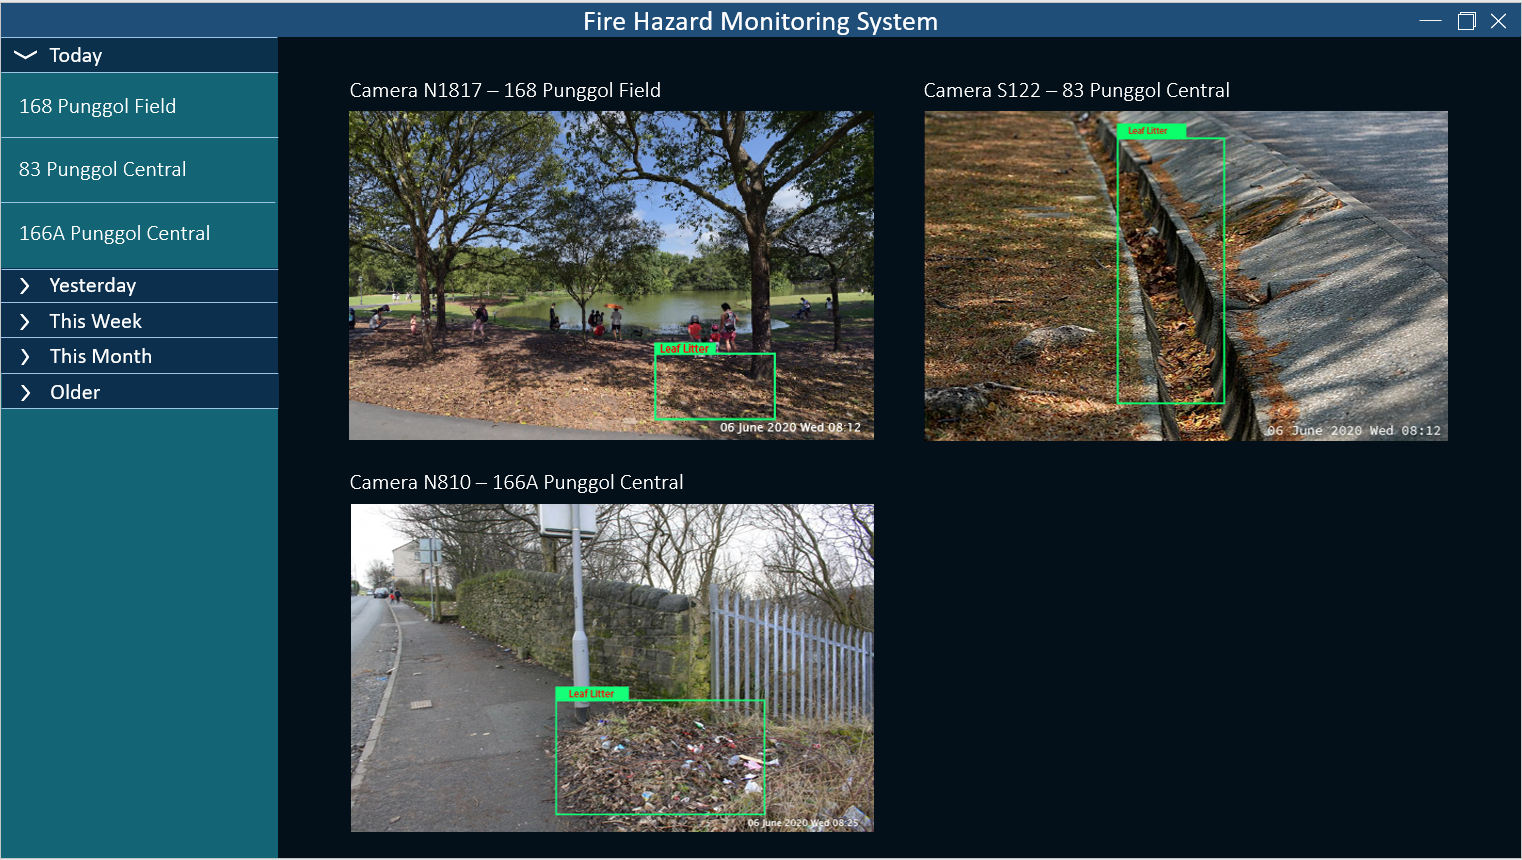 Fire Hazard Monitoring System
Today
168 Punggol Field
83 Punggol Central
166A Punggol Central
Yesterday
This Week
This Month
Older
Camera N1817 – 168 Punggol Field
Leaf Litter
06 June 2020 Wed 08:12
Camera S122 – 83 Punggol Central
Leaf Litter
06 June 2020 Wed 08:12
Camera N810 – 166A Punggol Central
Leaf Litter
06 June 2020 Wed 08:25